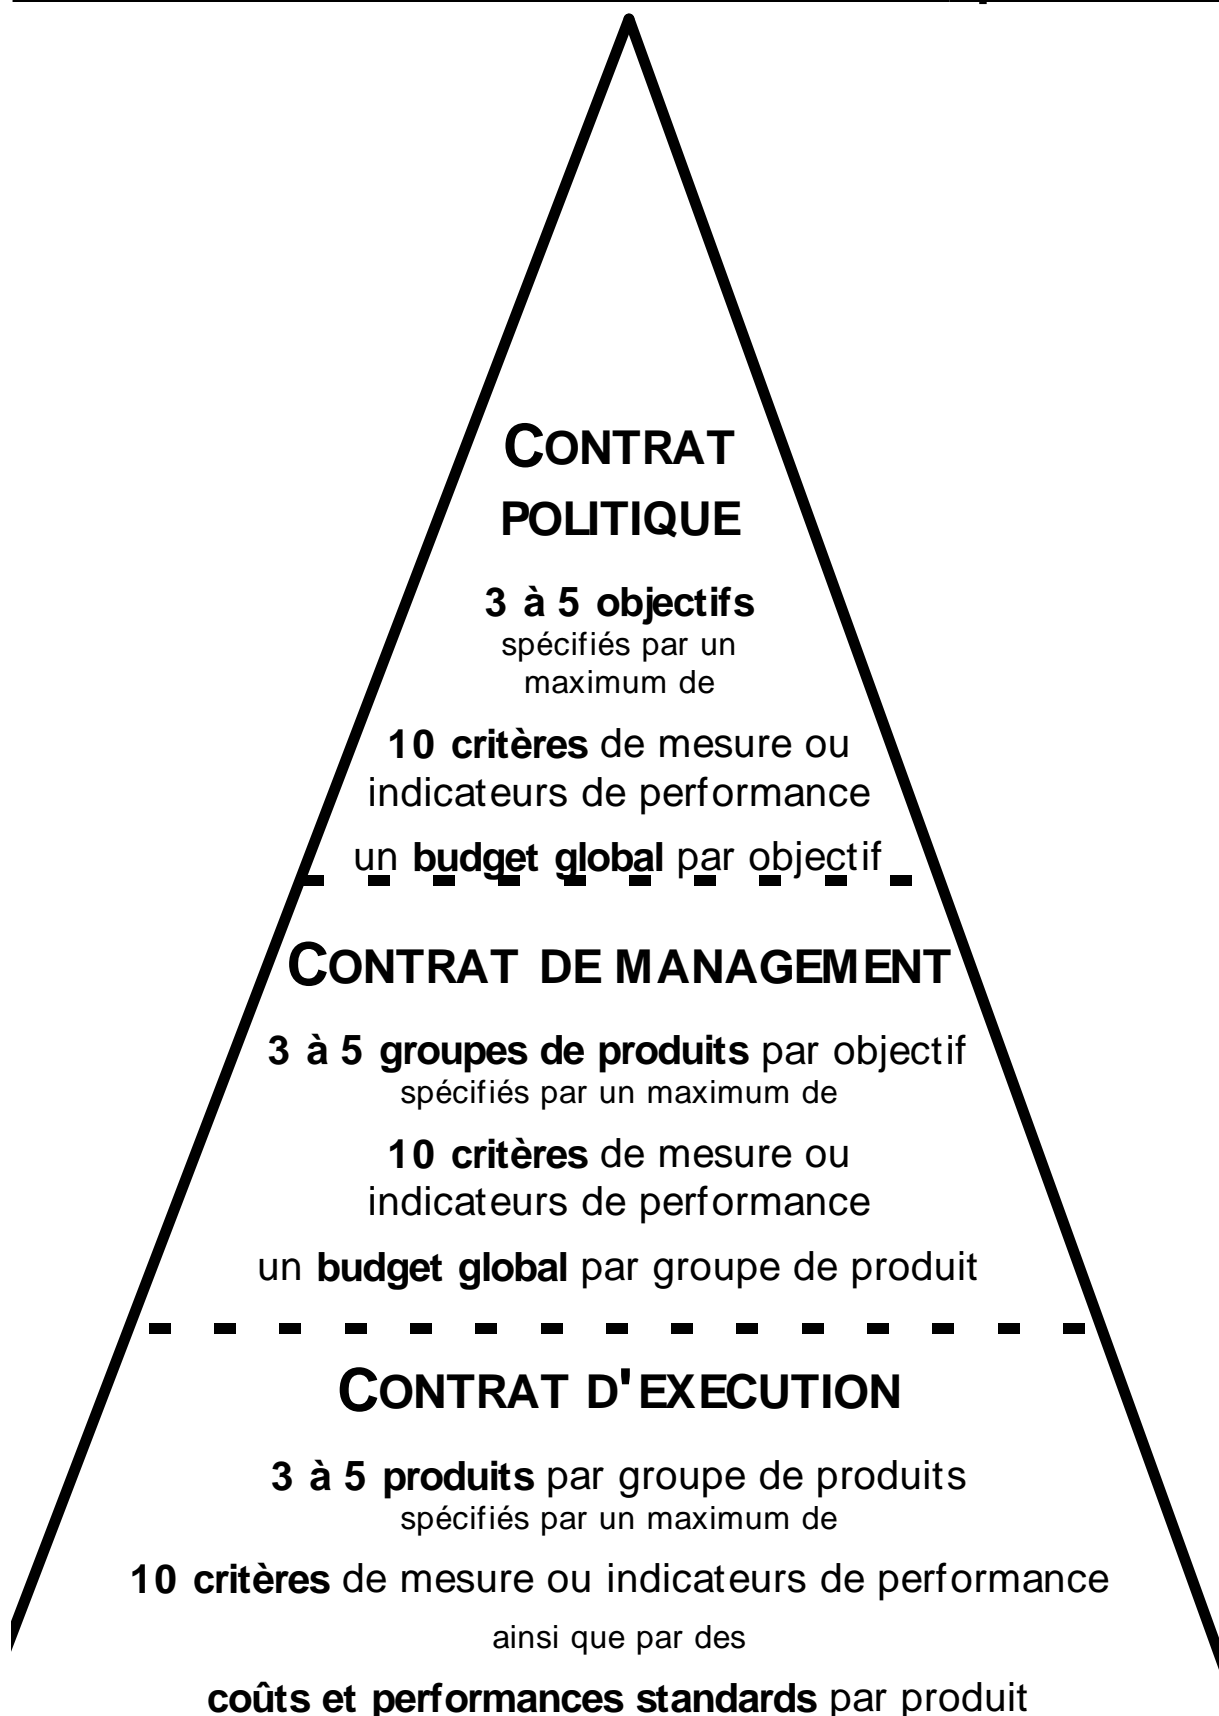 CONTRAT
POLITIQUE
3 à 5 objectifs
spécifiés par un
maximum de
10 critères de mesure ou
indicateurs de performance
un budget global par objectif
CONTRAT DE MANAGEMENT
3 à 5 groupes de produits par objectif
spécifiés par un maximum de
10 critères de mesure ou
indicateurs de performance
un budget global par groupe de produit
CONTRAT D'EXECUTION
3 à 5 produits par groupe de produits
spécifiés par un maximum de
10 critères de mesure ou indicateurs de performance
ainsi que par des
coûts et performances standards par produit